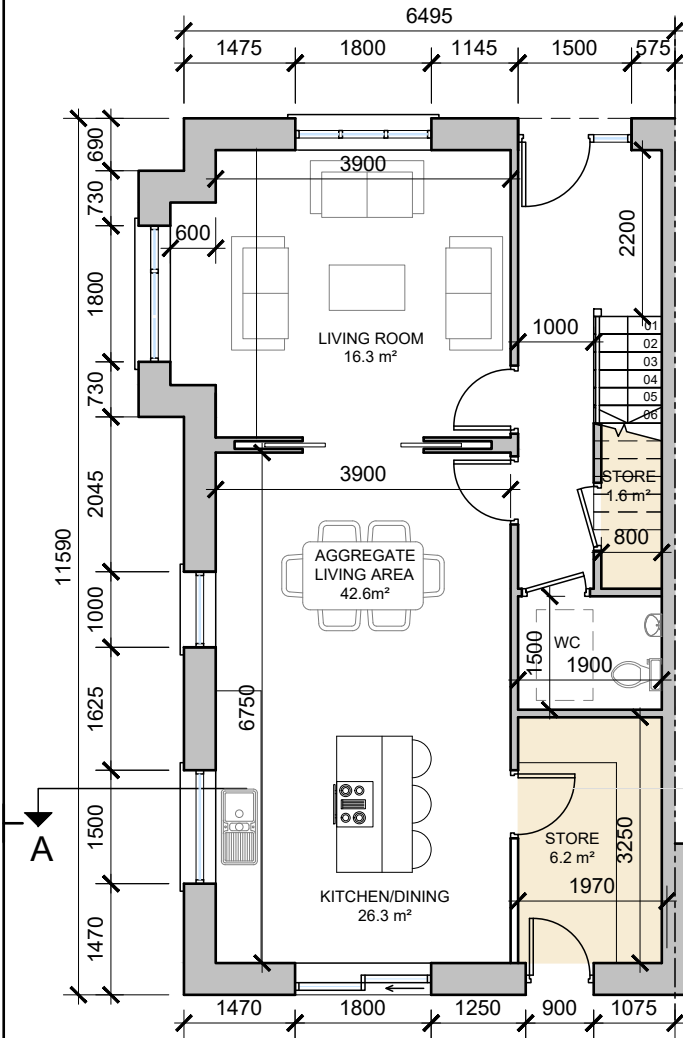 6495
1475 1800 1145 1500 575
690
730
1800
730
2045
1000
1625
1500
1470
11590
3900
600
2200
LIVING ROOM
16.3 m²
1000
01
02
03
04
05
06
3900
STORE
1.6 m²
800
AGGREGATE
LIVING AREA
42.6m²
WC
1500
1900
6750
STORE
6.2 m²
3250
1970
A
KITCHEN/DINING
26.3 m²
1470 1800 1250 900 1075